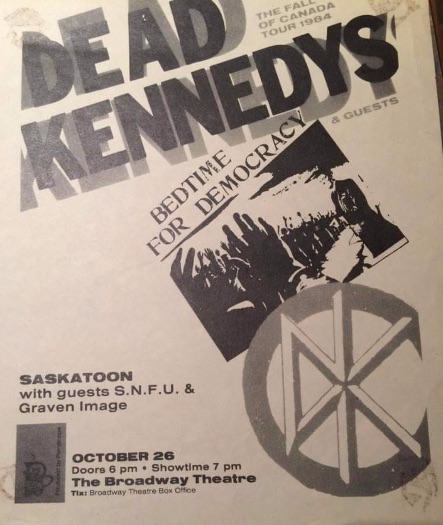 DEAD
KENNEDYS
THE FALL
OF CANADA
TOUR 1984
& GUESTS
BEDTIME
FOR DEMOCRACY
DK
SASKATOON
with guests S.N.F.U. &
Graven Image
OCTOBER 26
Doors 6 pm • Showtime 7 pm
The Broadway Theatre
Tix: Broadway Theatre Box Office